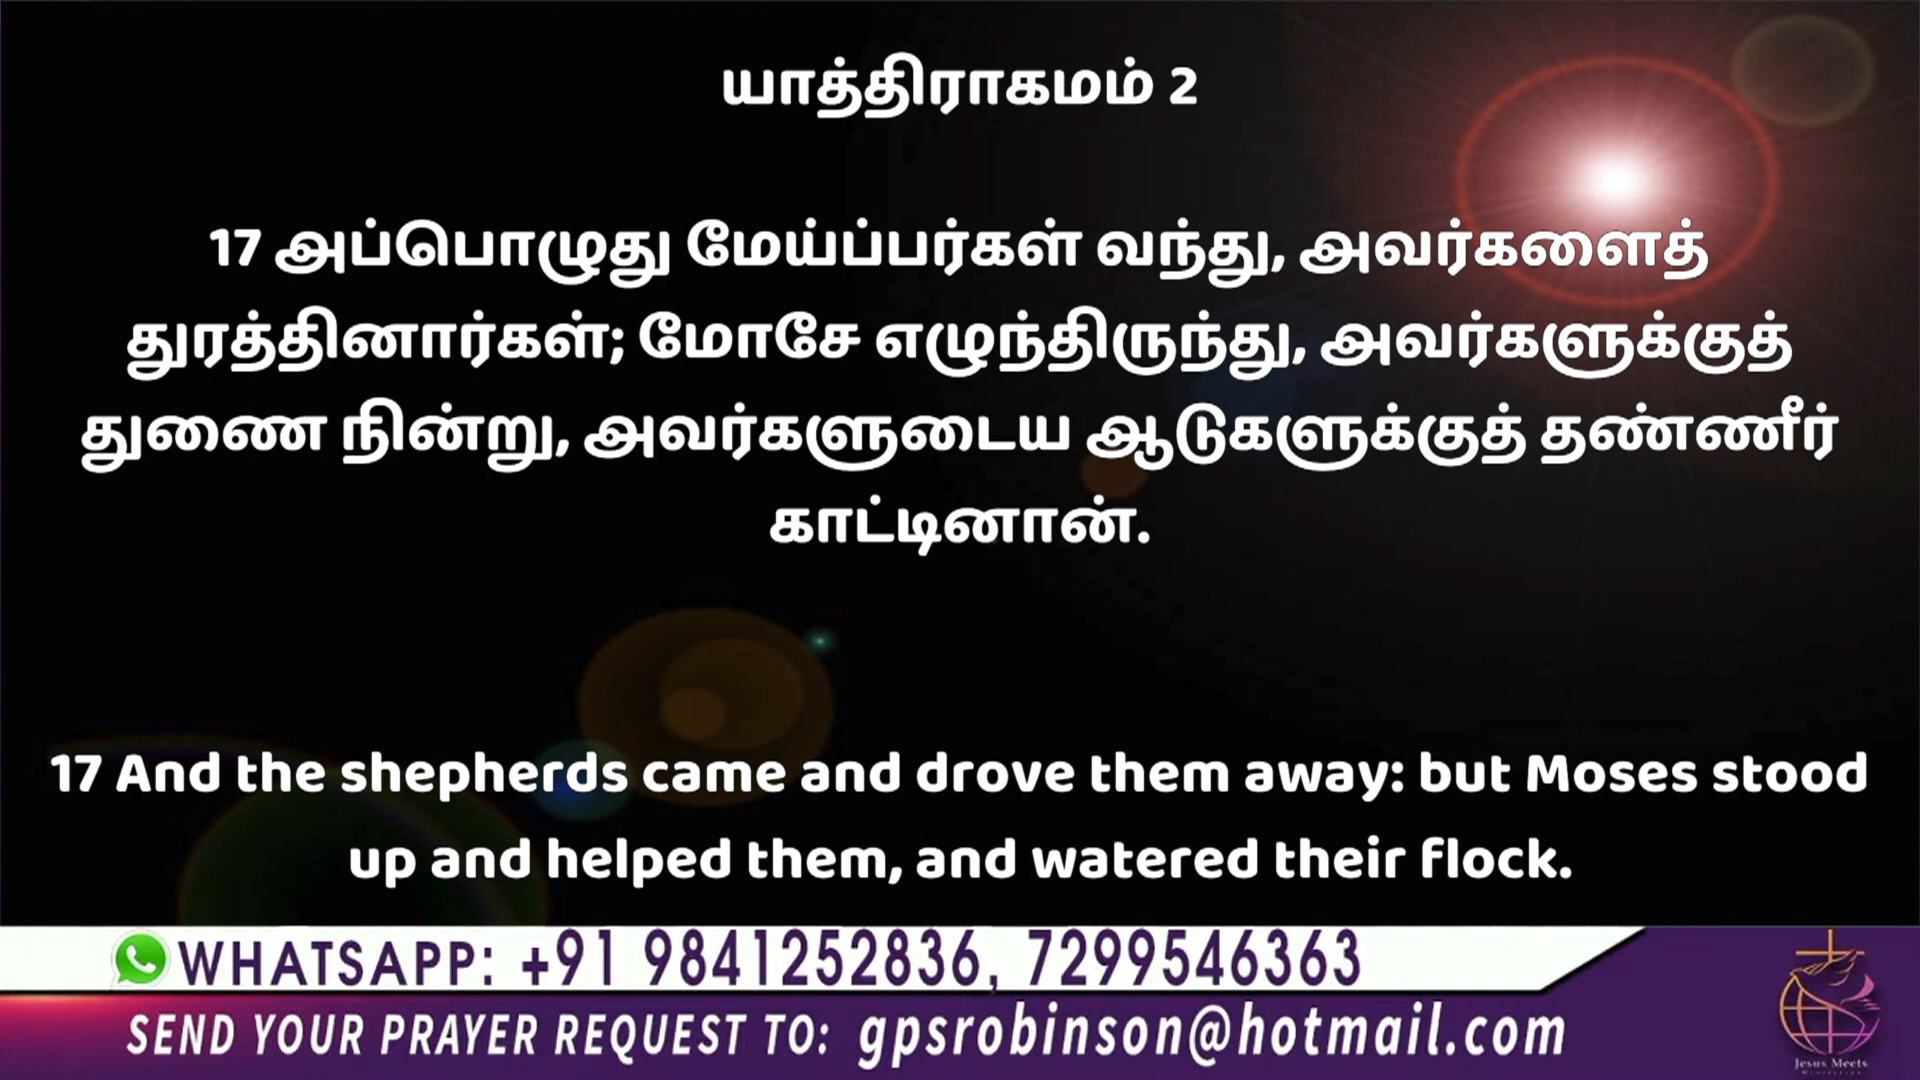 யாத்திராகமம் 2
17 அப்பொழுது மேய்ப்பர்கள் வந்து, அவர்களைத்
துரத்தினார்கள்; மோசே எழுந்திருந்து, அவர்களுக்குத்
துணை நின்று, அவர்களுடைய ஆடுகளுக்குத் தண்ணீர்
காட்டினான்.
17 And the shepherds came and drove them away: but Moses stood
up and helped them, and watered their flock.
WHATSAPP: +91 9841252836, 7299546363
SEND YOUR PRAYER REQUEST TO: gpsrobinson@hotmail.com
Jesus Meets